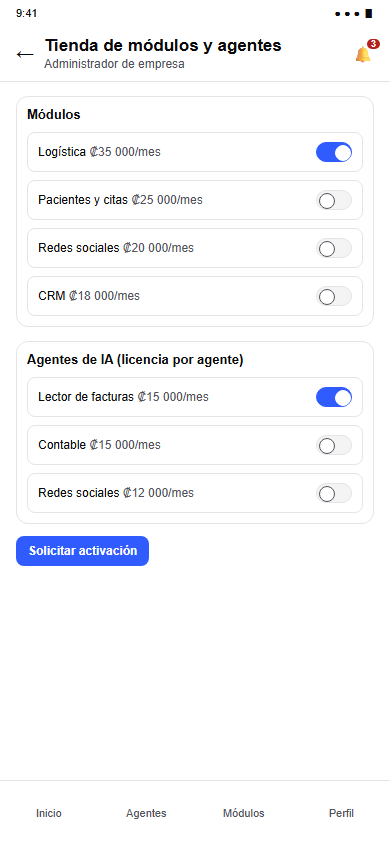 9:41
Tienda de módulos y agentes
Administrador de empresa
3
Módulos
Logística ₡35 000/mes
Pacientes y citas ₡25 000/mes
Redes sociales ₡20 000/mes
CRM ₡18 000/mes
Agentes de IA (licencia por agente)
Lector de facturas ₡15 000/mes
Contable ₡15 000/mes
Redes sociales ₡12 000/mes
Solicitar activación
Inicio Agentes Módulos Perfil